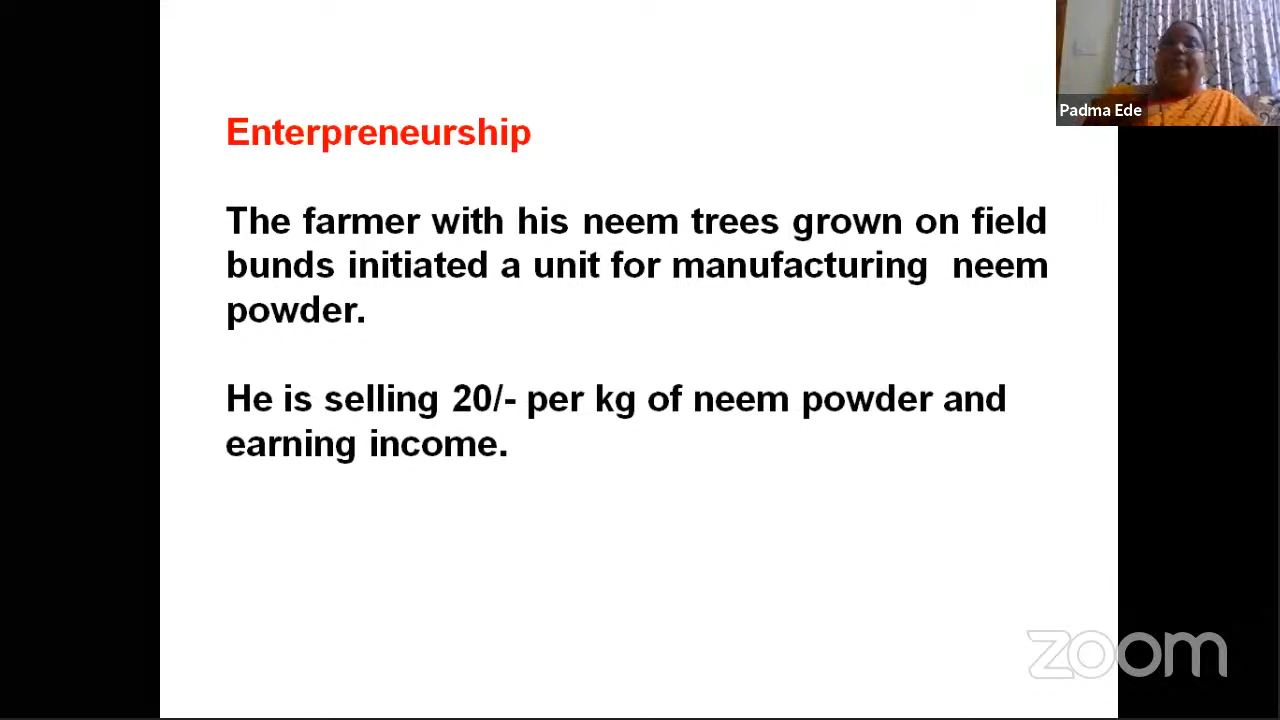 Padma Ede
Enterpreneurship
The farmer with his neem trees grown on field
bunds initiated a unit for manufacturing neem
powder.
He is selling 20/- per kg of neem powder and
earning income.
zoom